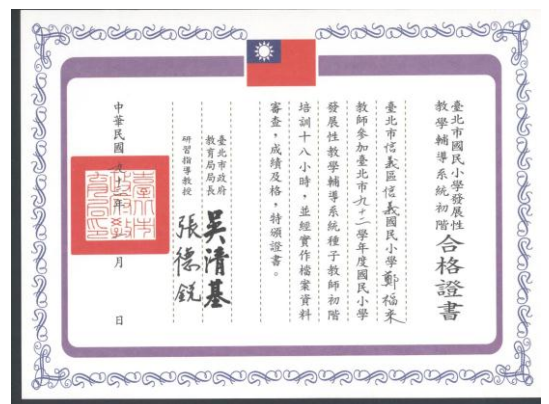 臺北市國民小學發展性
教學輔導系統初階
合格證書
臺北市信義區信義國民小學鄭福來
教師參加臺北市九十二學年度國民小學
發展性教學輔導系統種子教師初階
培訓十八小時，並經實作檔案資料
審查，成績及格，特頒證書。
臺北市政府
教育局局長
吳清基
研習指導教授
張德銳
中華民國九十三年 月 日